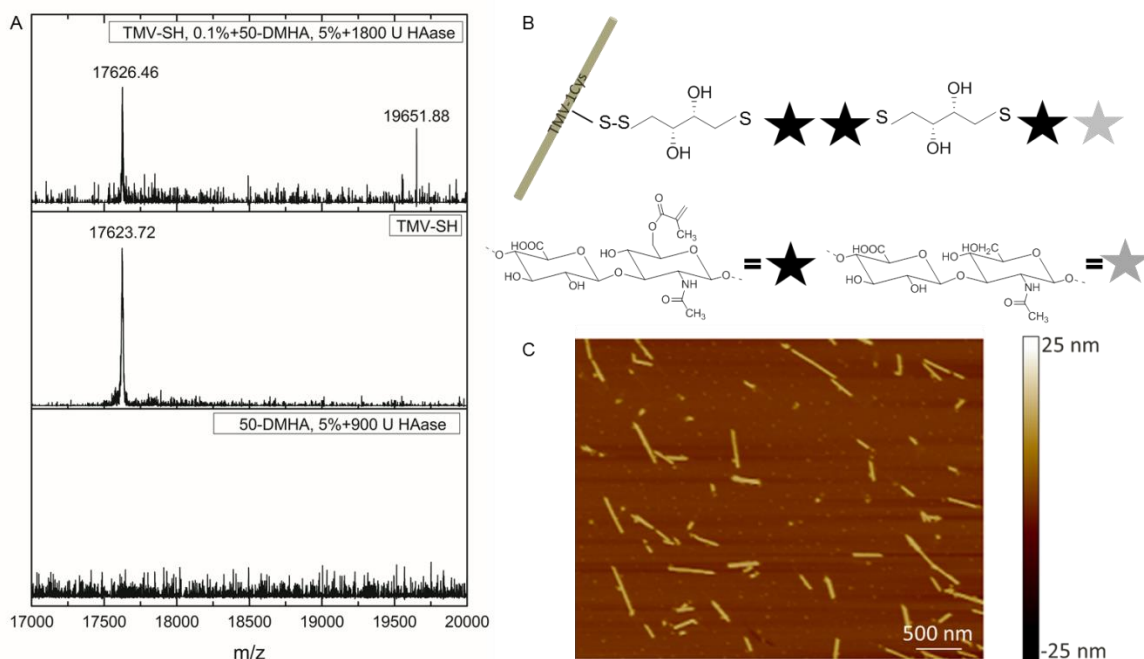 A
TMV-SH, 0.1%+50-DMHA, 5%+1800 U HAase
17626.46
19651.88
TMV-SH
17623.72
50-DMHA, 5%+900 U HAase
17000 17500 18000 18500 19000 19500 20000
m/z
B
TMV-1Cys
OH OH
S-S S S S
OH OH
O
O CH3
HOOC HO O HOOC HOH2C
O O O O O O O O
HO OH NH = HO OH NH =
O CH3 O CH3
C
25 nm
500 nm
-25 nm